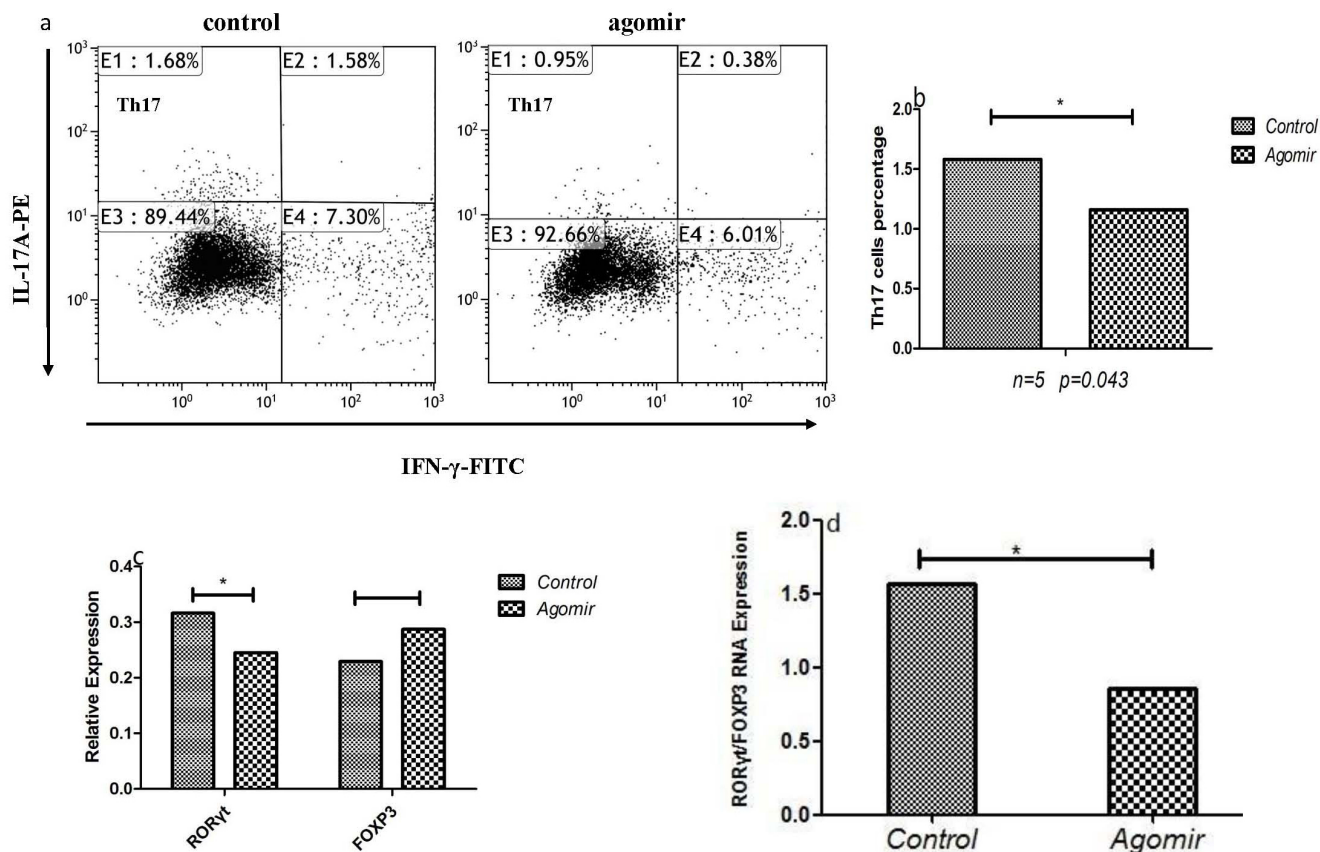 a
control
agomir
10³
E1 : 1.68%
E2 : 1.58%
Th17
10²
10¹
E3 : 89.44%
E4 : 7.30%
10⁰
10⁰
10¹
10²
10³
10³
E1 : 0.95%
E2 : 0.38%
Th17
10²
10¹
E3 : 92.66%
E4 : 6.01%
10⁰
10⁰
10¹
10²
10³
IL-17A-PE
IFN-γ-FITC
b
Th17 cells percentage
2.0
1.5
1.0
0.5
0.0
*
Control
Agomir
n=5 p=0.043
c
Relative Expression
0.4
0.3
0.2
0.1
0.0
*
RORγt
FOXP3
Control
Agomir
d
RORγt/FOXP3 RNA Expression
2.0
1.5
1.0
0.5
0.0
*
Control
Agomir